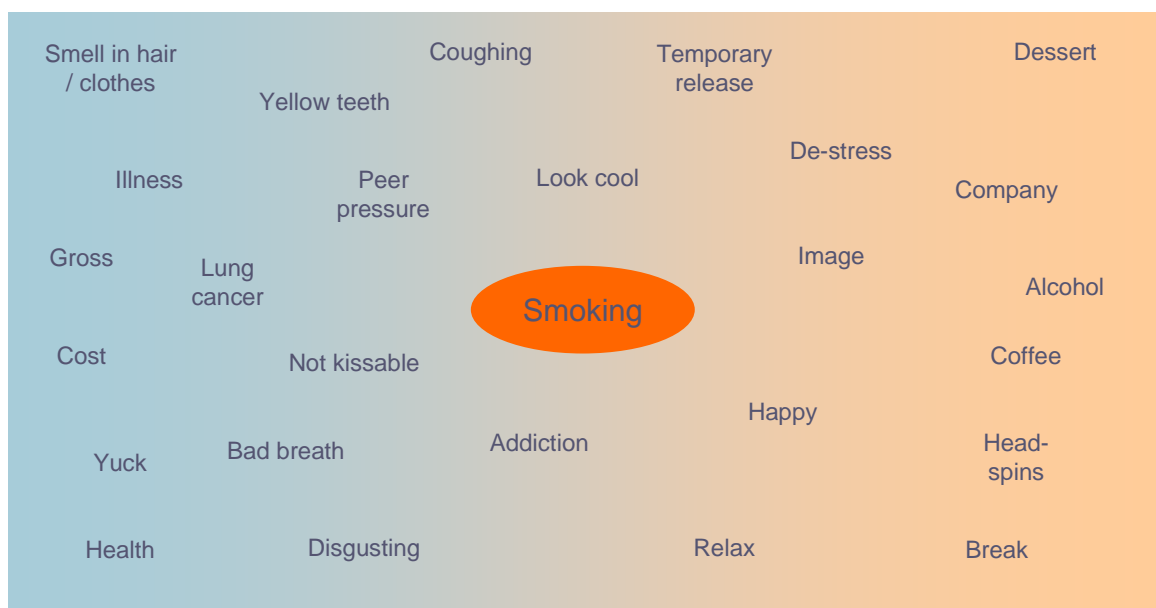 Smell in hair
/ clothes
Coughing
Temporary
release
Dessert
Yellow teeth
De-stress
Illness
Peer
pressure
Look cool
Company
Gross
Lung
cancer
Image
Alcohol
Smoking
Cost
Not kissable
Coffee
Happy
Yuck
Bad breath
Addiction
Head-
spins
Health
Disgusting
Relax
Break